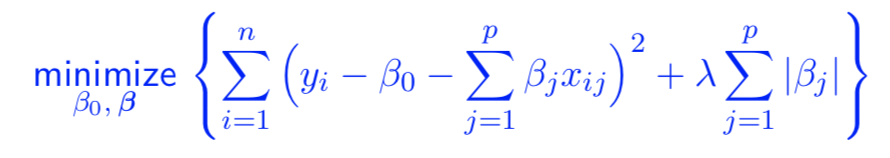 minimize_{β_0, β} { ∑_{i=1}^{n} ( y_i − β_0 − ∑_{j=1}^{p} β_j x_{ij} )^2 + λ ∑_{j=1}^{p} |β_j| }